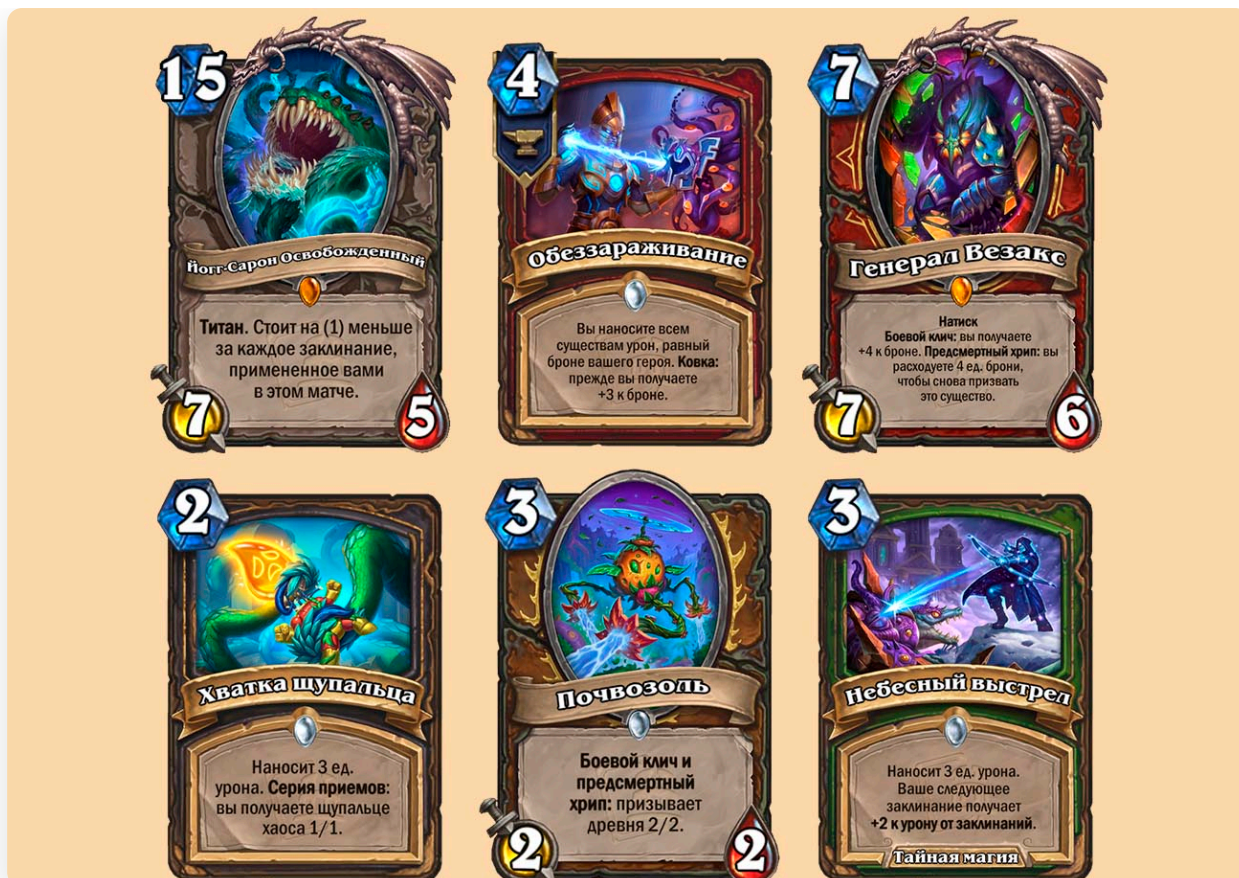 15
Йогг-Сарон Освобожденный
Титан. Стоит на (1) меньше
за каждое заклинание,
примененное вами
в этом матче.
7
5
4
Обеззараживание
Вы наносите всем
существам урон, равный
броне вашего героя. Ковка:
прежде вы получаете
+3 к броне.
7
Генерал Везакс
Натиск
Боевой клич: вы получаете
+4 к броне. Предсмертный хрип: вы
расходуете 4 ед. брони,
чтобы снова призвать
это существо.
7
6
2
Хватка щупальца
Наносит 3 ед.
урона. Серия приемов:
вы получаете щупальце
хаоса 1/1.
3
Почвозоль
Боевой клич и
предсмертный
хрип: призывает
древня 2/2.
2
2
3
Небесный выстрел
Наносит 3 ед. урона.
Ваше следующее
заклинание получает
+2 к урону от заклинаний.
Тайная магия